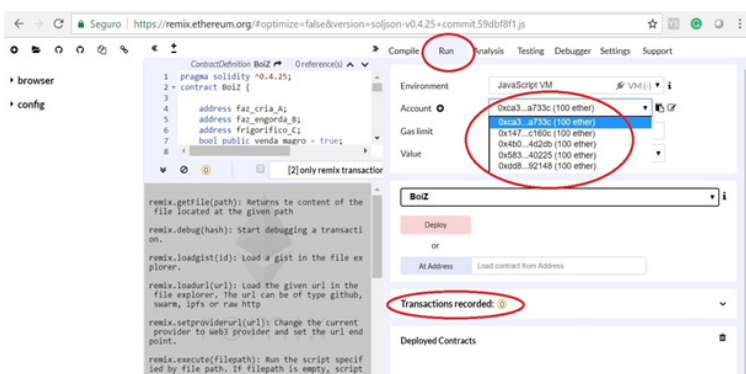 Seguro
https://remix.ethereum.org/#optimize=false&version=soljson-v0.4.25+commit.59dbf8f1.js
browser
config
ContractDefinition BoiZ 0 reference(s)
1 pragma solidity ^0.4.25;
2 contract BoiZ {
3
4 address faz_cria_A;
5 address faz_engorda_B;
6 address frigorifico_C;
7 bool public venda_magro = true;
8
0
[2] only remix transaction
remix.getFile(path): Returns te content of the
file located at the given path
remix.debug(hash): Start debugging a transacti
on.
remix.loadgist(id): Load a gist in the file ex
plorer.
remix.loadurl(url): Load the given url in the
file explorer. The url can be of type github,
swarm, ipfs or raw http
remix.setproviderurl(url): Change the current
provider to Web3 provider and set the url end
point.
remix.execute(filepath): Run the script specif
ied by file path. If filepath is empty, script
Compile Run Analysis Testing Debugger Settings Support
Environment JavaScript VM VM (-) i
Account 0xca3...a733c (100 ether)
0xca3...a733c (100 ether)
0x147...c160c (100 ether)
0x4b0...4d2db (100 ether)
0x583...40225 (100 ether)
0xdd8...92148 (100 ether)
Gas limit
Value
BoiZ i
Deploy
or
At Address Load contract from Address
Transactions recorded: 0
Deployed Contracts